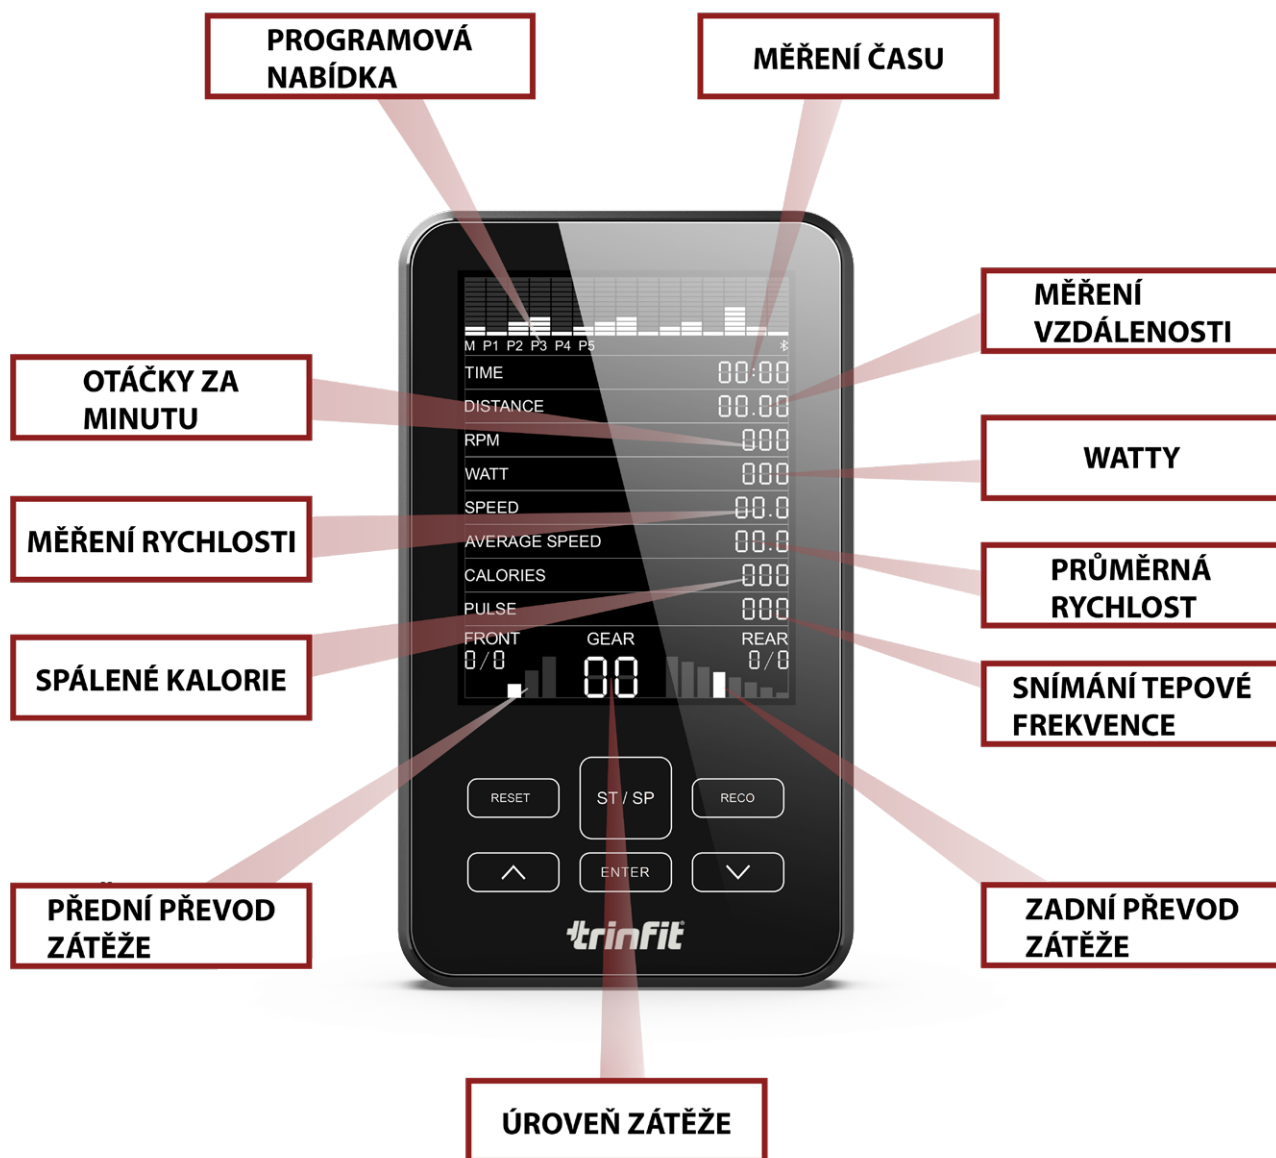 PROGRAMOVÁ
NABÍDKA
MĚŘENÍ ČASU
MĚŘENÍ
VZDÁLENOSTI
OTÁČKY ZA
MINUTU
WATTY
MĚŘENÍ RYCHLOSTI
PRŮMĚRNÁ
RYCHLOST
SPÁLENÉ KALORIE
SNÍMÁNÍ TEPOVÉ
FREKVENCE
PŘEDNÍ PŘEVOD
ZÁTĚŽE
ZADNÍ PŘEVOD
ZÁTĚŽE
ÚROVEŇ ZÁTĚŽE
M P1 P2 P3 P4 P5
TIME 00:00
DISTANCE 00.00
RPM 000
WATT 000
SPEED 00.0
AVERAGE SPEED 00.0
CALORIES 000
PULSE 000
FRONT GEAR REAR
0/0 00 0/0
RESET ST / SP RECO
ENTER
trinfit